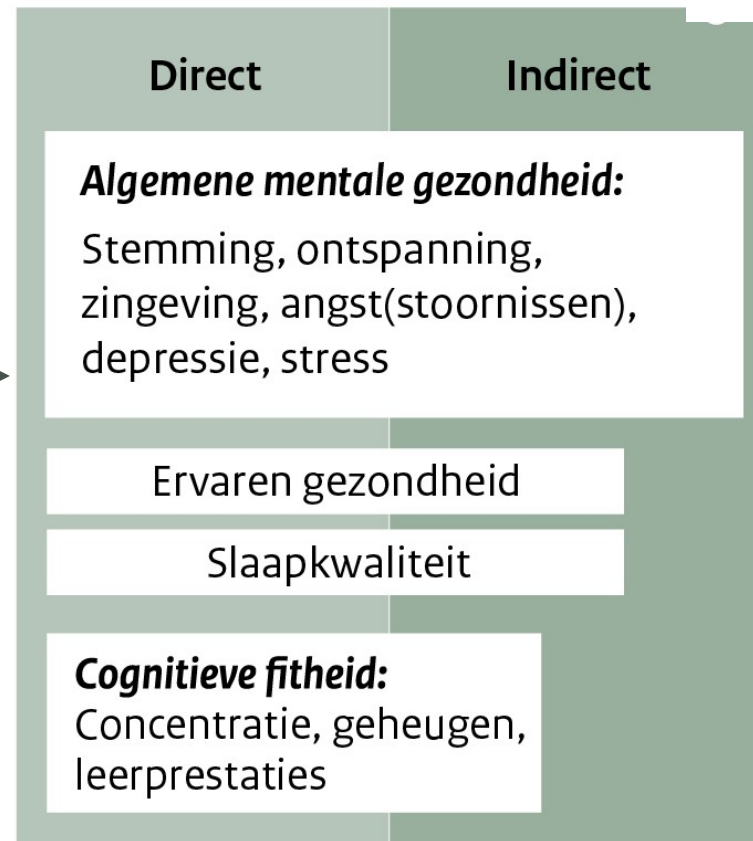 Direct
Indirect
Algemene mentale gezondheid:
Stemming, ontspanning,
zingeving, angst(stoornissen),
depressie, stress
Ervaren gezondheid
Slaapkwaliteit
Cognitieve fitheid:
Concentratie, geheugen,
leerprestaties